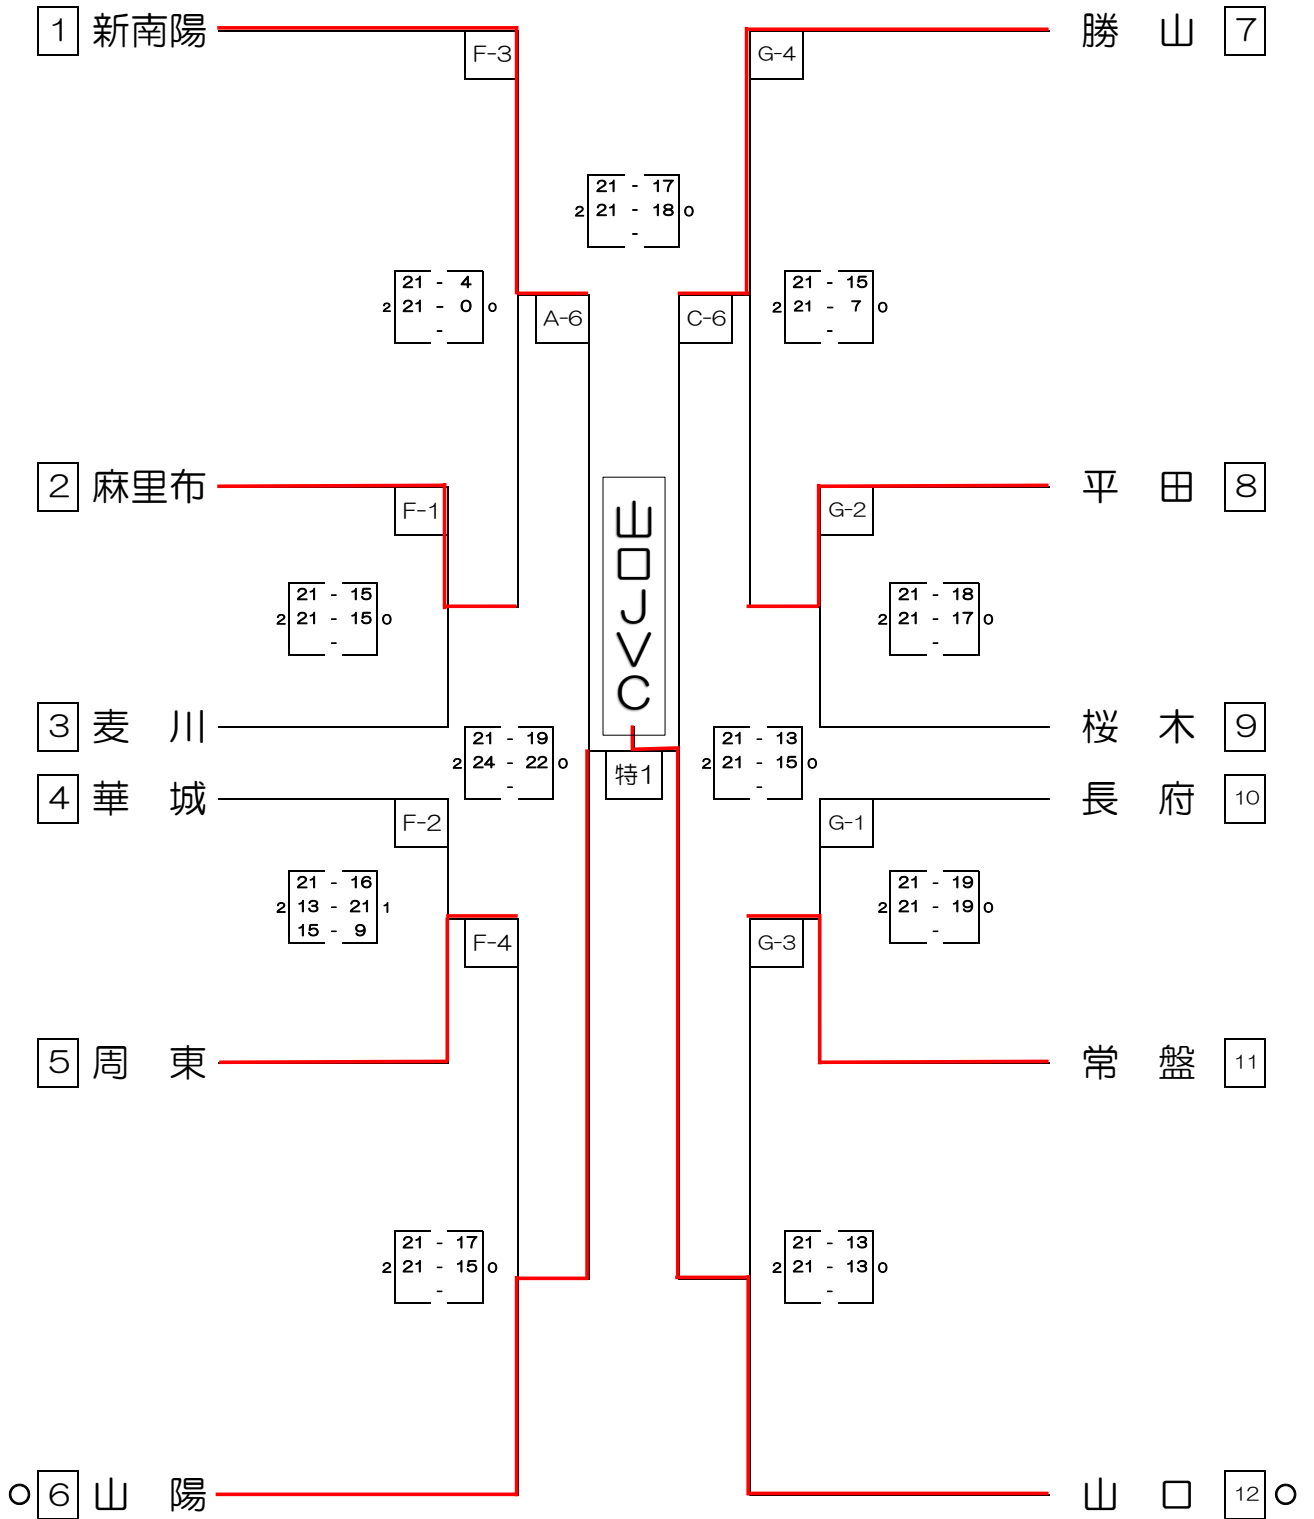 1 新南陽
F-3
G-4
勝 山 7
21 - 17
2 21 - 18 0
-
21 - 4
2 21 - 0 0
-
A-6
C-6
21 - 15
2 21 - 7 0
-
2 麻里布
F-1
山口JVC
G-2
平 田 8
21 - 15
2 21 - 15 0
-
21 - 18
2 21 - 17 0
-
3 麦 川
桜 木 9
21 - 19
2 24 - 22 0
-
特1
21 - 13
2 21 - 15 0
-
4 華 城
F-2
G-1
長 府 10
21 - 16
2 13 - 21 1
15 - 9
21 - 19
2 21 - 19 0
-
F-4
G-3
5 周 東
常 盤 11
21 - 17
2 21 - 15 0
-
21 - 13
2 21 - 13 0
-
○ 6 山 陽
山 口 12 ○